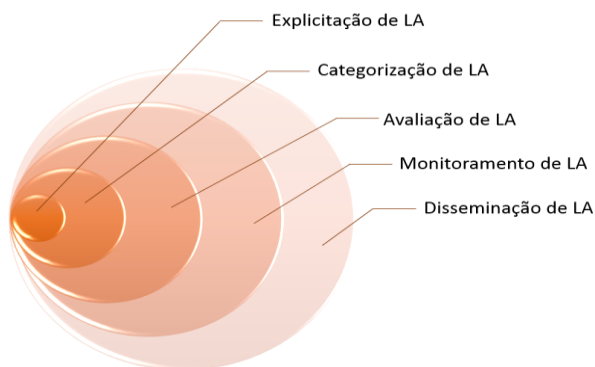 Explicitação de LA
Categorização de LA
Avaliação de LA
Monitoramento de LA
Disseminação de LA